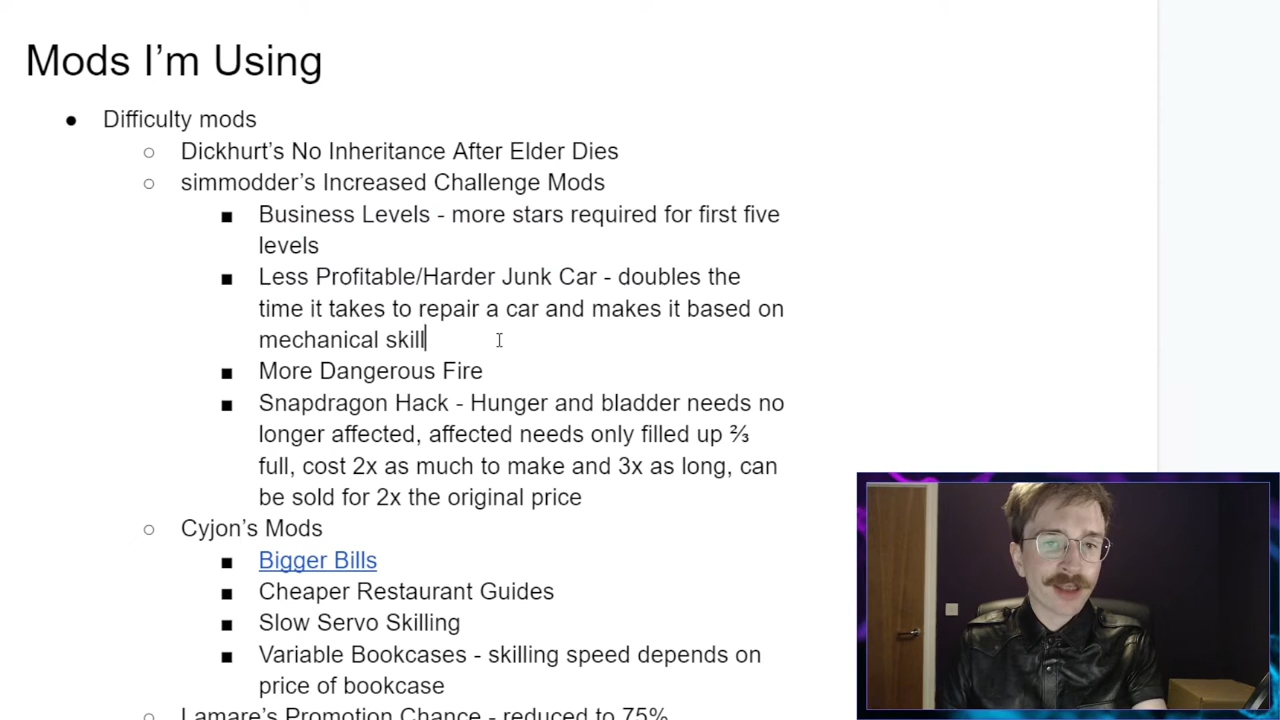 Mods I’m Using
● Difficulty mods
○ Dickhurt’s No Inheritance After Elder Dies
○ simmodder’s Increased Challenge Mods
■ Business Levels - more stars required for first five
levels
■ Less Profitable/Harder Junk Car - doubles the
time it takes to repair a car and makes it based on
mechanical skill
■ More Dangerous Fire
■ Snapdragon Hack - Hunger and bladder needs no
longer affected, affected needs only filled up ⅔
full, cost 2x as much to make and 3x as long, can
be sold for 2x the original price
○ Cyjon’s Mods
■ Bigger Bills
■ Cheaper Restaurant Guides
■ Slow Servo Skilling
■ Variable Bookcases - skilling speed depends on
price of bookcase
○ Lamare’s Promotion Chance - reduced to 75%